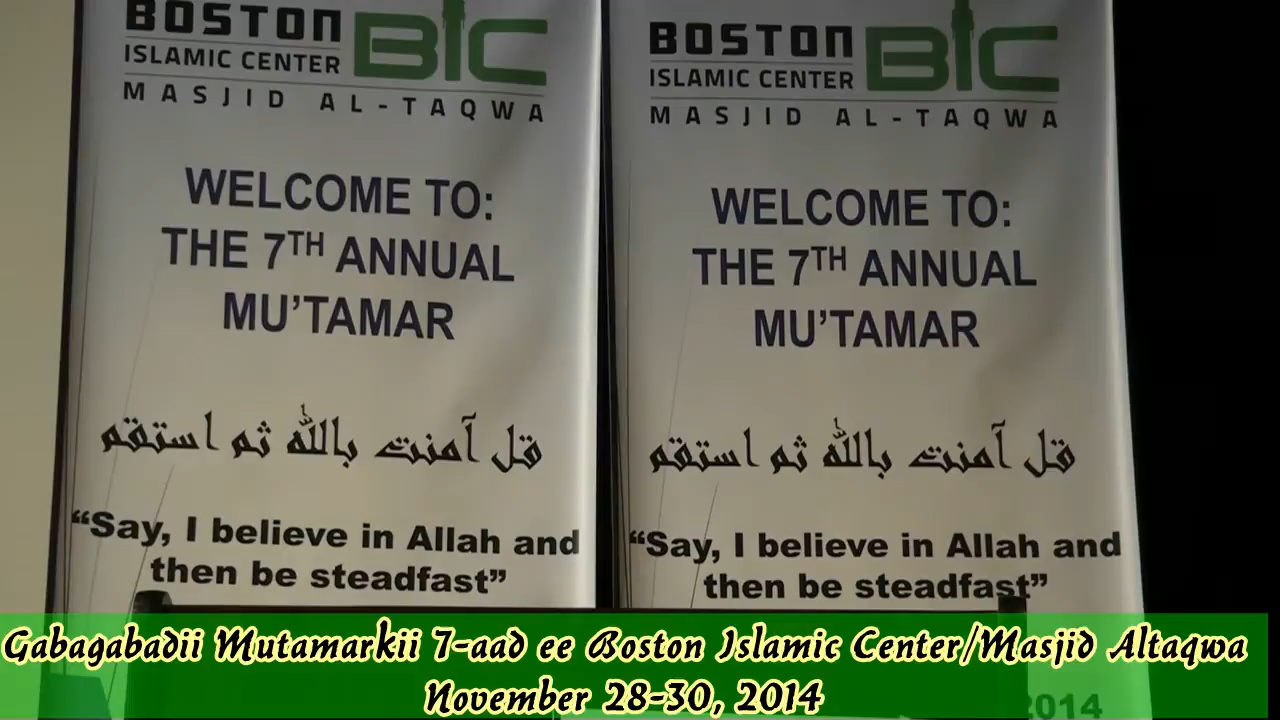 BOSTON
ISLAMIC CENTER
BIC
MASJID AL-TAQWA
WELCOME TO:
THE 7TH ANNUAL
MU'TAMAR
قل آمنت بالله ثم استقم
“Say, I believe in Allah and
then be steadfast”
BOSTON
ISLAMIC CENTER
BIC
MASJID AL-TAQWA
WELCOME TO:
THE 7TH ANNUAL
MU'TAMAR
قل آمنت بالله ثم استقم
“Say, I believe in Allah and
then be steadfast”
Gabagabadii Mutamarkii 7-aad ee Boston Islamic Center/Masjid Altaqwa
November 28-30, 2014
2014